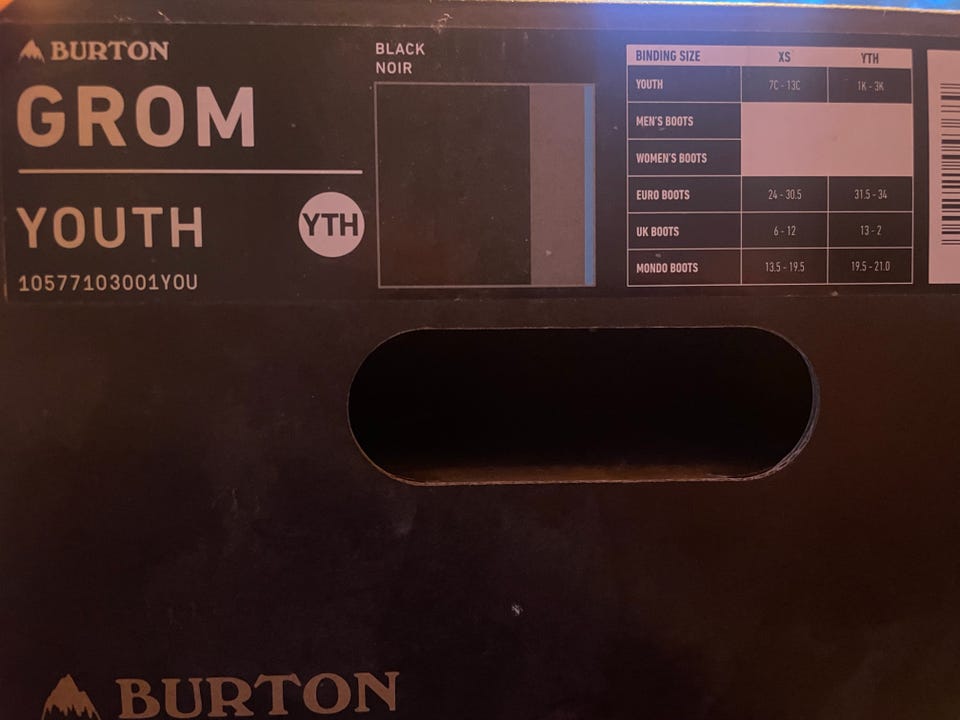 BURTON
GROM
YOUTH
YTH
10577103001YOU
BLACK
NOIR
BINDING SIZE XS YTH
YOUTH 7C - 13C 1K - 3K
MEN'S BOOTS
WOMEN'S BOOTS
EURO BOOTS 24 - 30.5 31.5 - 34
UK BOOTS 6 - 12 13 - 2
MONDO BOOTS 13.5 - 19.5 19.5 - 21.0
BURTON